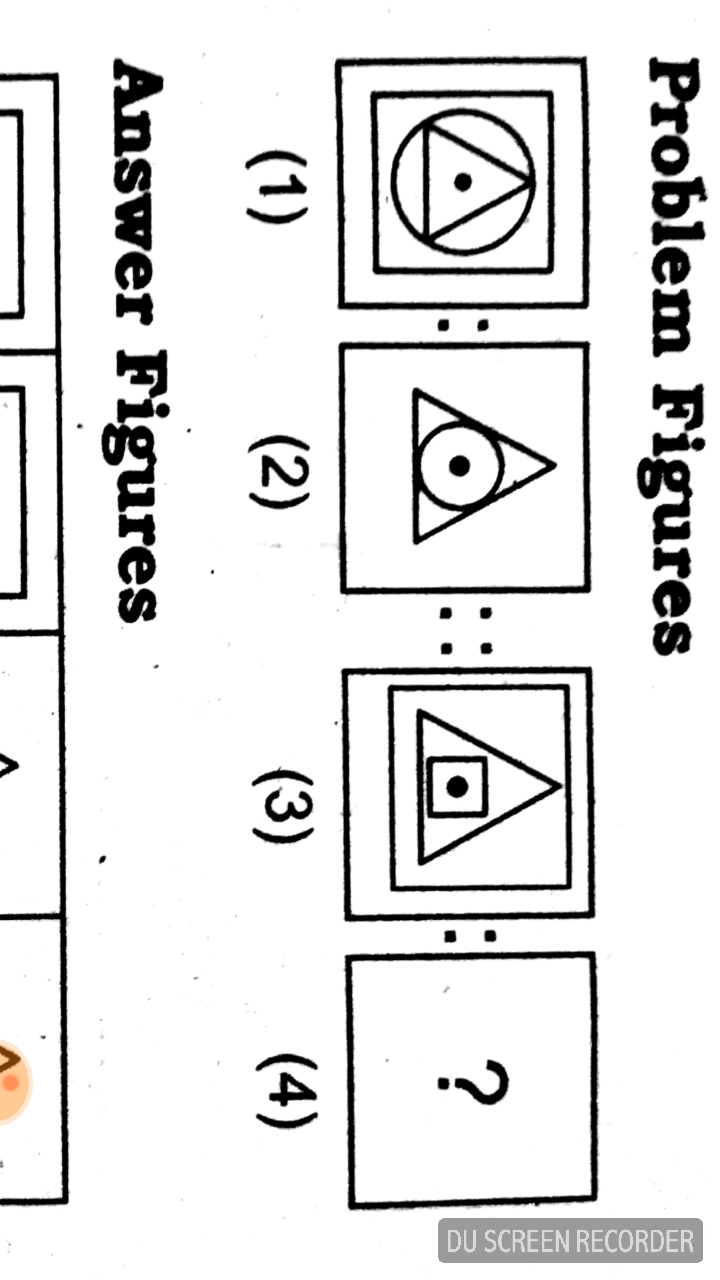 Problem Figures
(1) (2) (3) (4)
?
Answer Figures
DU SCREEN RECORDER